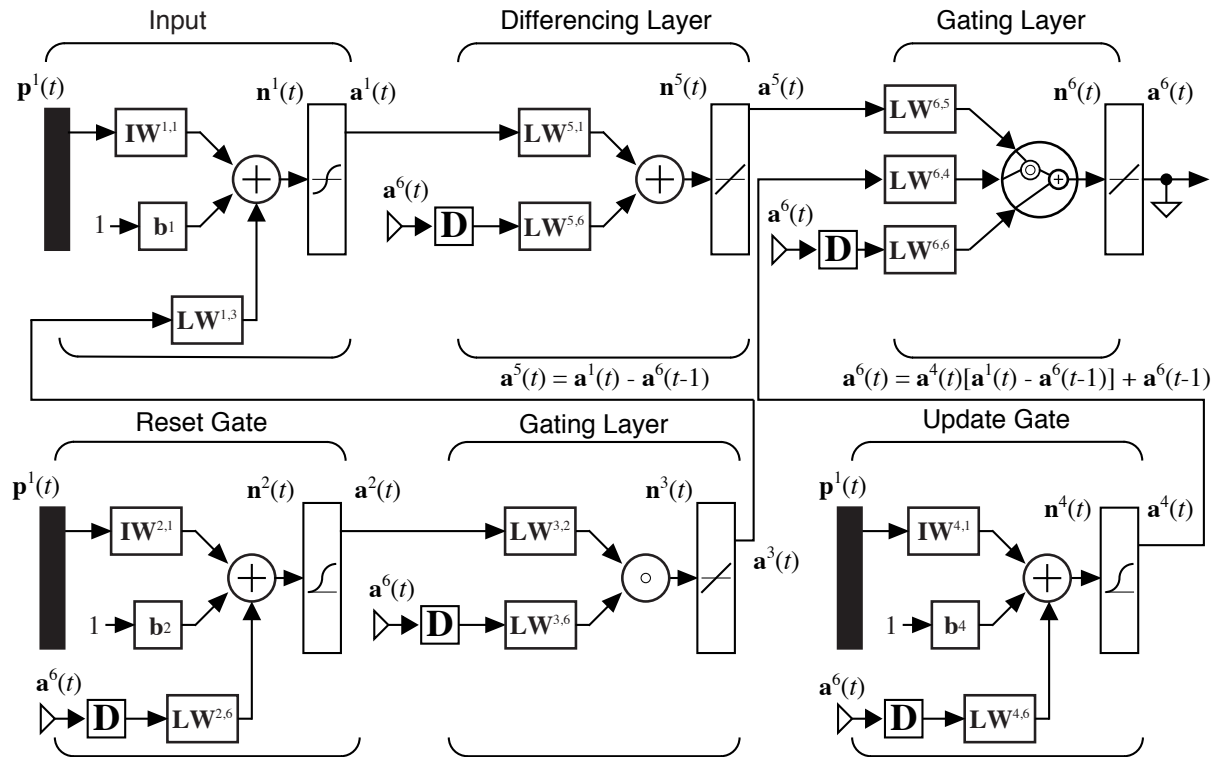 Input
p¹(t)
IW¹,¹
1
b1
LW¹,³
n¹(t)
a¹(t)
Differencing Layer
LW⁵,¹
a⁶(t)
D
LW⁵,⁶
n⁵(t)
a⁵(t)
a⁵(t) = a¹(t) - a⁶(t-1)
Gating Layer
LW⁶,⁵
LW⁶,⁴
a⁶(t)
D
LW⁶,⁶
n⁶(t)
a⁶(t)
a⁶(t) = a⁴(t)[a¹(t) - a⁶(t-1)] + a⁶(t-1)
Reset Gate
p¹(t)
IW²,¹
1
b2
a⁶(t)
D
LW²,⁶
n²(t)
a²(t)
Gating Layer
LW³,²
a⁶(t)
D
LW³,⁶
n³(t)
a³(t)
Update Gate
p¹(t)
IW⁴,¹
1
b4
a⁶(t)
D
LW⁴,⁶
n⁴(t)
a⁴(t)